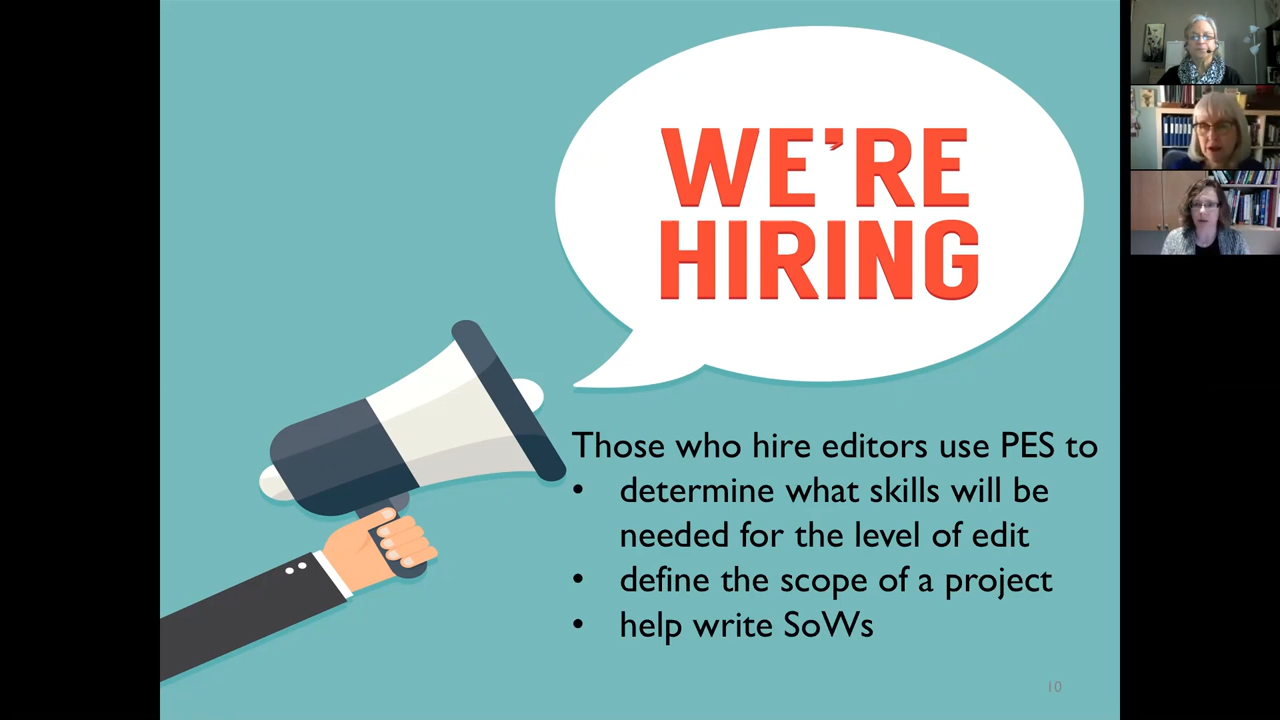 WE’RE
HIRING
Those who hire editors use PES to
• determine what skills will be
needed for the level of edit
• define the scope of a project
• help write SoWs
10